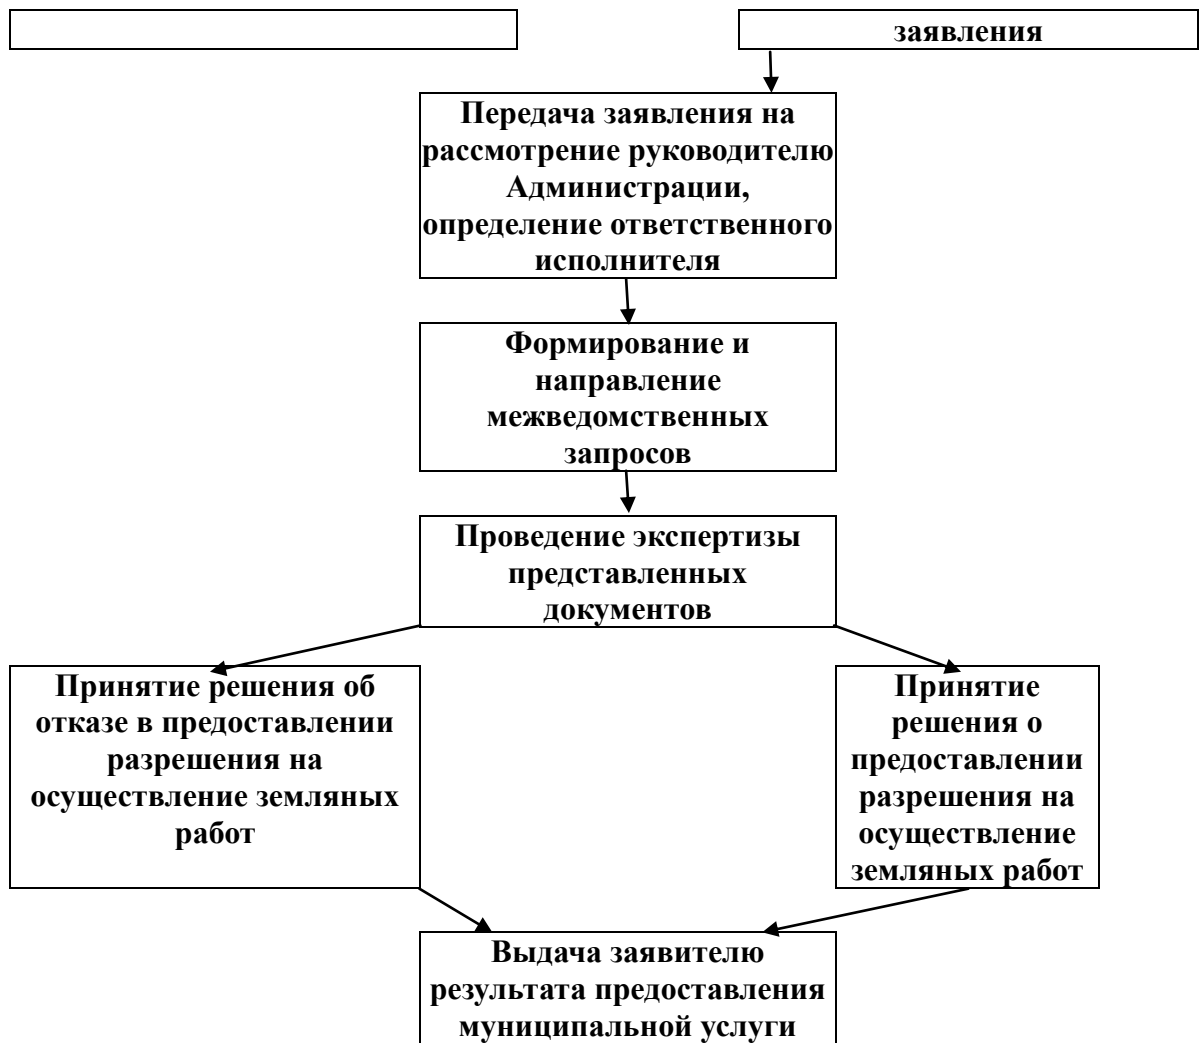 заявления
Передача заявления на
рассмотрение руководителю
Администрации,
определение ответственного
исполнителя
Формирование и
направление
межведомственных
запросов
Проведение экспертизы
представленных
документов
Принятие решения об
отказе в предоставлении
разрешения на
осуществление земляных
работ
Принятие
решения о
предоставлении
разрешения на
осуществление
земляных работ
Выдача заявителю
результата предоставления
муниципальной услуги